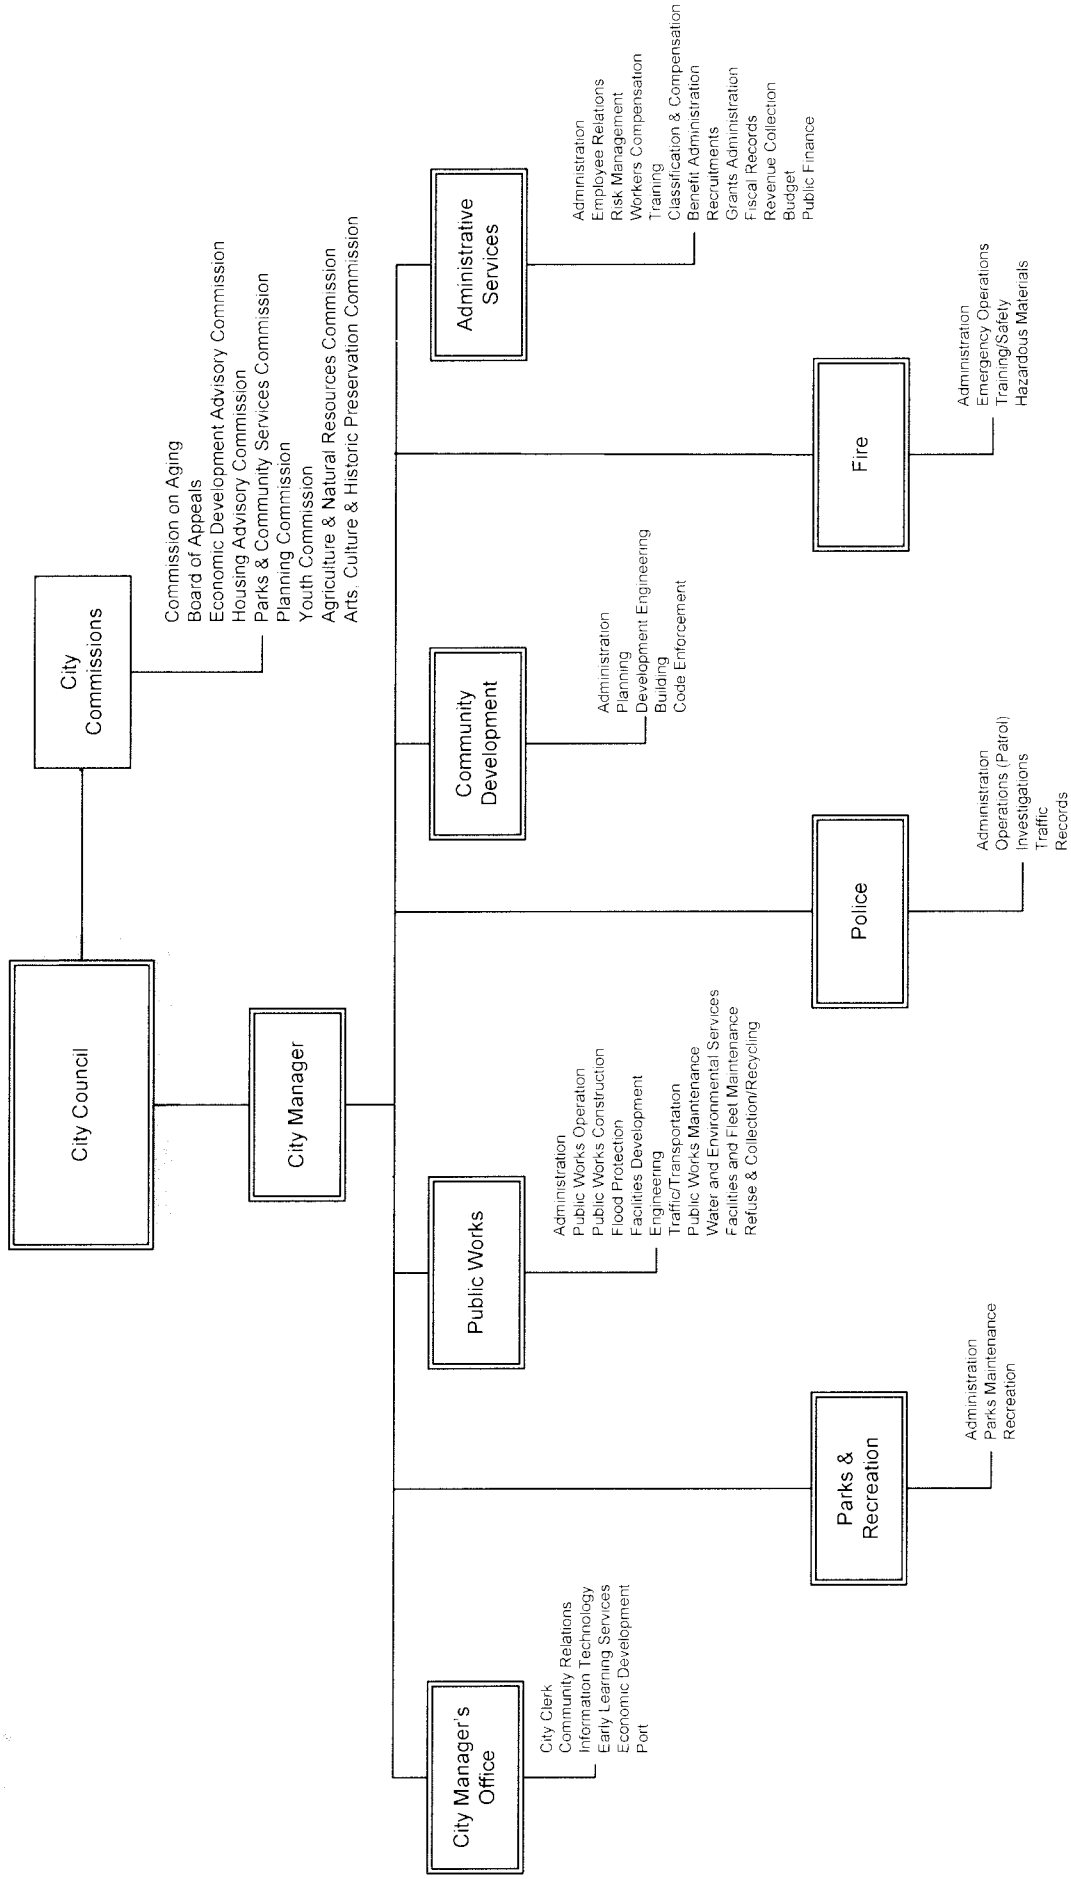 City Council
City
Commissions
Commission on Aging
Board of Appeals
Economic Development Advisory Commission
Housing Advisory Commission
Parks & Community Services Commission
Planning Commission
Youth Commission
Agriculture & Natural Resources Commission
Arts, Culture & Historic Preservation Commission
City Manager
City Manager's
Office
City Clerk
Community Relations
Information Technology
Early Learning Services
Economic Development
Port
Public Works
Administration
Public Works Operation
Public Works Construction
Flood Protection
Facilities Development
Engineering
Traffic/Transportation
Public Works Maintenance
Water and Environmental Services
Facilities and Fleet Maintenance
Refuse & Collection/Recycling
Community
Development
Administration
Planning
Development Engineering
Building
Code Enforcement
Administrative
Services
Administration
Employee Relations
Risk Management
Workers Compensation
Training
Classification & Compensation
Benefit Administration
Recruitments
Grants Administration
Fiscal Records
Revenue Collection
Budget
Public Finance
Parks &
Recreation
Administration
Parks Maintenance
Recreation
Police
Administration
Operations (Patrol)
Investigations
Traffic
Records
Fire
Administration
Emergency Operations
Training/Safety
Hazardous Materials